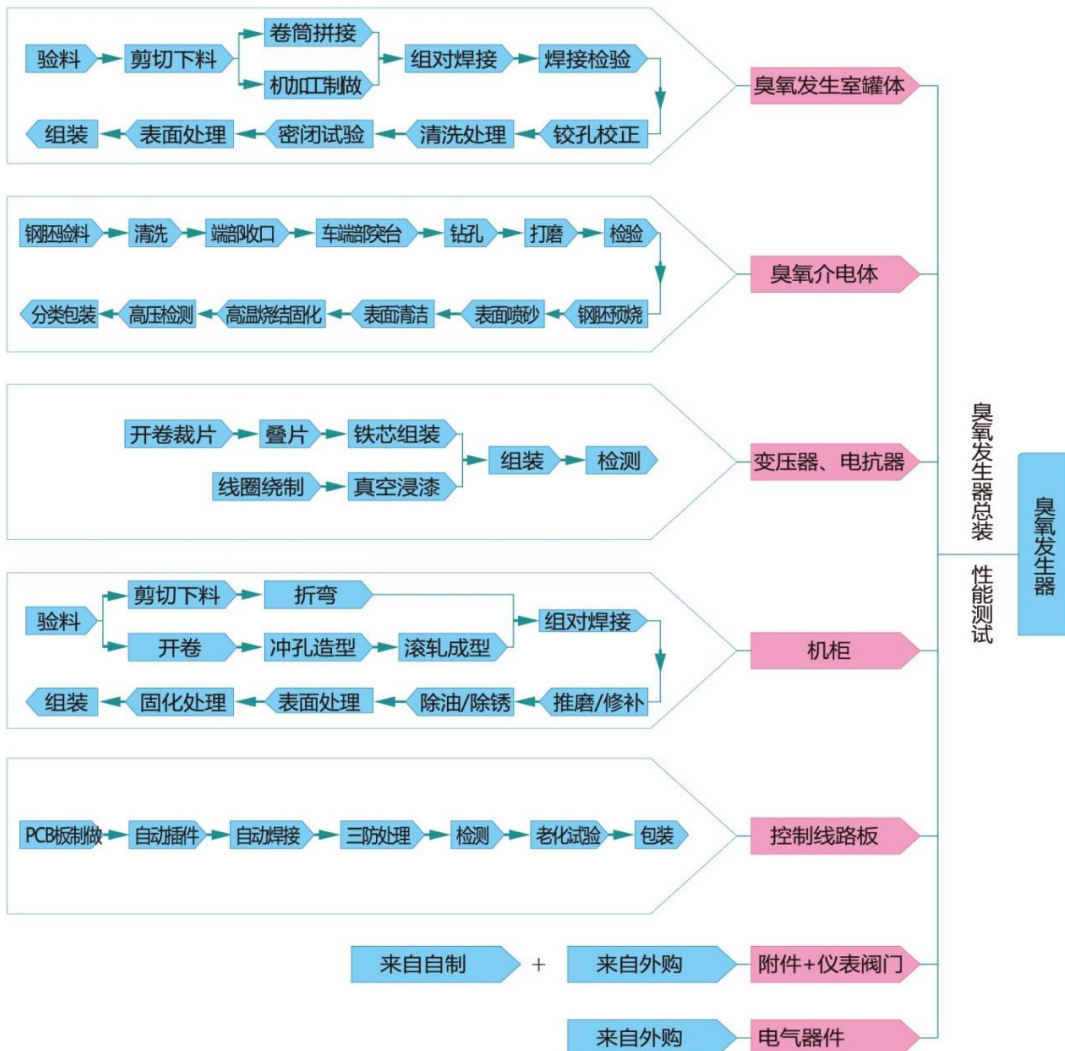 验料
剪切下料
卷筒拼接
机加工制做
组对焊接
焊接检验
铰孔校正
清洗处理
密闭试验
表面处理
组装
臭氧发生室罐体
钢胚验料
清洗
端部收口
车端部突台
钻孔
打磨
检验
钢胚预烧
表面喷砂
表面清洁
高温烧结固化
高压检测
分类包装
臭氧介电体
开卷裁片
叠片
铁芯组装
线圈绕制
真空浸漆
组装
检测
变压器、电抗器
验料
剪切下料
折弯
开卷
冲孔造型
滚轧成型
组对焊接
推磨/修补
除油/除锈
表面处理
固化处理
组装
机柜
PCB板制做
自动插件
自动焊接
三防处理
检测
老化试验
包装
控制线路板
来自自制
+
来自外购
附件+仪表阀门
来自外购
电气器件
臭氧发生器总装
性能测试
臭氧发生器